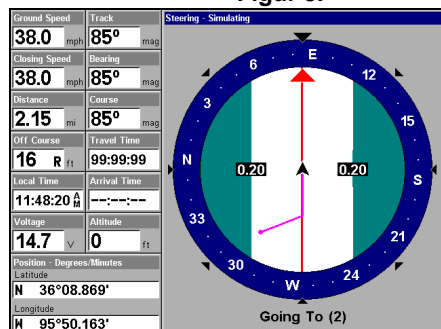 Ground Speed Track
38.0 mph 85º mag
Closing Speed Bearing
38.0 mph 85º mag
Distance Course
2.15 mi 85º mag
Off Course Travel Time
16 R ft 99:99:99
Local Time Arrival Time
11:48:20 AM --:--:--
Voltage Altitude
14.7 V 0 ft
Position - Degrees/Minutes
Latitude
N 36º08.869'
Longitude
W 95º50.163'
Steering - Simulating
E
6
12
3
15
N
0.20
0.20
S
33
21
30
24
W
Going To (2)